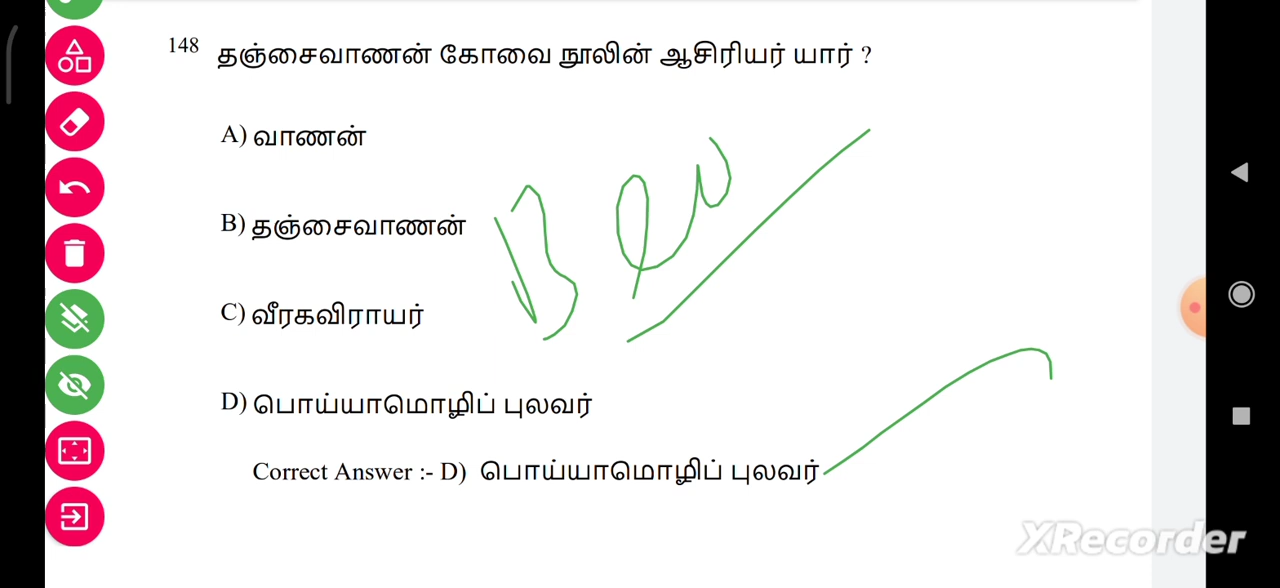 148 தஞ்சைவாணன் கோவை நூலின் ஆசிரியர் யார் ?
A) வாணன்
B) தஞ்சைவாணன்
C) வீரகவிராயர்
D) பொய்யாமொழிப் புலவர்
Correct Answer :- D) பொய்யாமொழிப் புலவர்
XRecorder